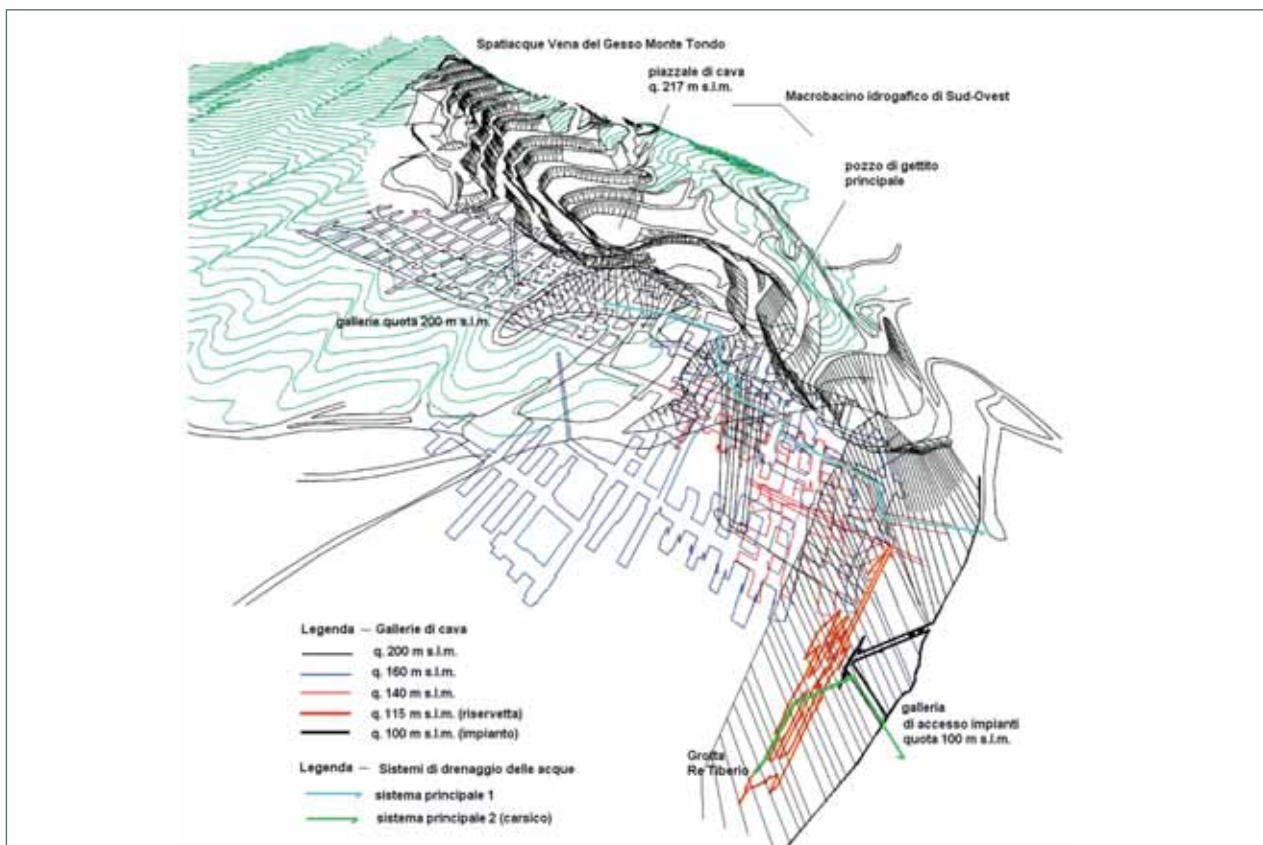 Spatiacque Vena del Gesso Monte Tondo
piazzale di cava
q. 217 m s.l.m.
Macrobacino idrogafico di Sud-Ovest
pozzo di gettito
principale
gallerie quota 200 m s.l.m.
Legenda — Gallerie di cava
q. 200 m s.l.m.
q. 160 m s.l.m.
q. 140 m s.l.m.
q. 115 m s.l.m. (riservetta)
q. 100 m s.l.m. (impianto)
galleria
di accesso impianti
quota 100 m s.l.m.
Grotta
Re Tiberio
Legenda — Sistemi di drenaggio delle acque
sistema principale 1
sistema principale 2 (carsico)